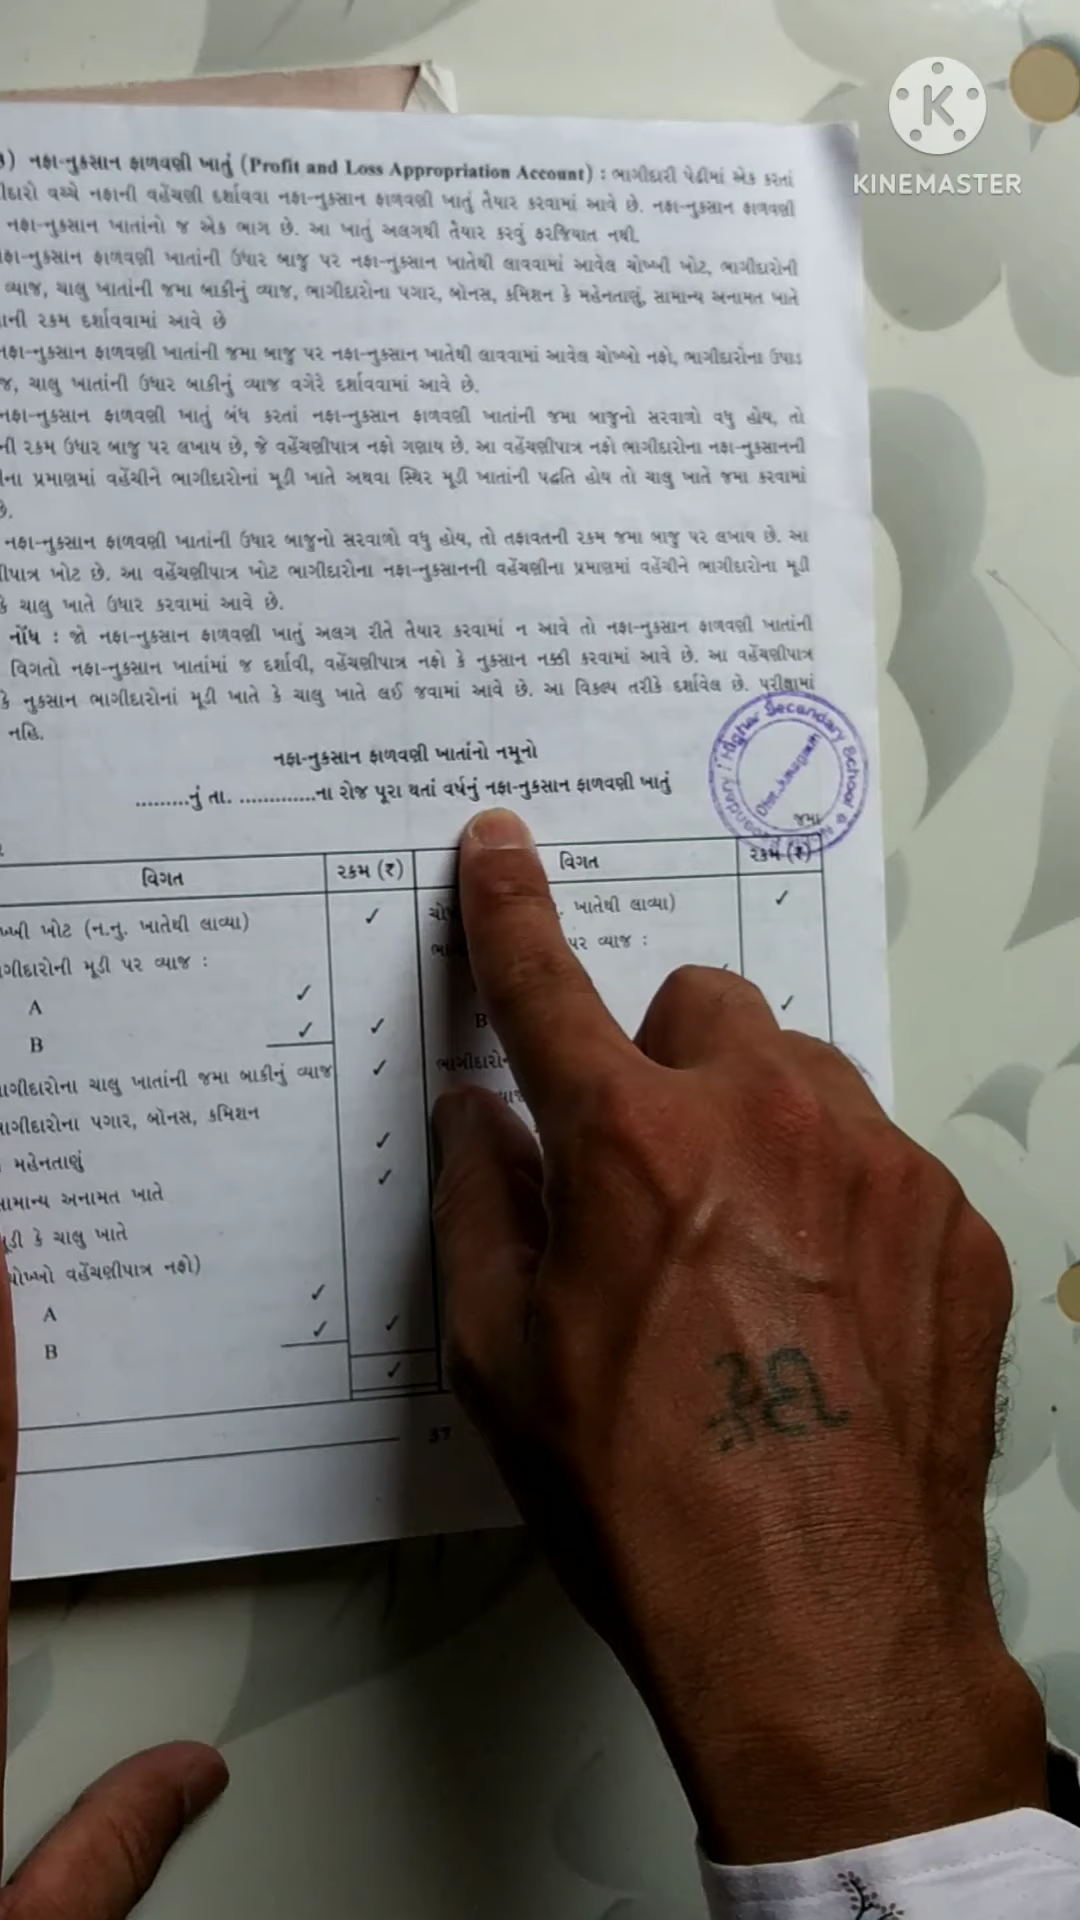 K
KINEMASTER
નફા-નુકસાન ફાળવણી ખાતું (Profit and Loss Appropriation Account) : ભાગીદારી પેઢીમાં એક કરતાં
વચ્ચે નફાની વહેંચણી દર્શાવવા નફા-નુકસાન ફાળવણી ખાતું તૈયાર કરવામાં આવે છે. નફા-નુકસાન ફાળવણી
નફા-નુકસાન ખાતાંનો જ એક ભાગ છે. આ ખાતું અલગથી તૈયાર કરવું ફરજિયાત નથી.
નુકસાન ફાળવણી ખાતાંની ઉધાર બાજુ પર નફા-નુકસાન ખાતેથી લાવવામાં આવેલ ચોખ્ખી ખોટ, ભાગીદારોની
વ્યાજ, ચાલુ ખાતાંની જમા બાકીનું વ્યાજ, ભાગીદારોના પગાર, બોનસ, કમિશન કે મહેનતાણું, સામાન્ય અનામત ખાતે
રકમ દર્શાવવામાં આવે છે
નફા-નુકસાન ફાળવણી ખાતાંની જમા બાજુ પર નફા-નુકસાન ખાતેથી લાવવામાં આવેલ ચોખ્ખો નફો, ભાગીદારોના ઉપાડ
ચાલુ ખાતાંની ઉધાર બાકીનું વ્યાજ વગેરે દર્શાવવામાં આવે છે.
નફા-નુકસાન ફાળવણી ખાતું બંધ કરતાં નફા-નુકસાન ફાળવણી ખાતાંની જમા બાજુનો સરવાળો વધુ હોય, તો
ની રકમ ઉધાર બાજુ પર લખાય છે, જે વહેંચણીપાત્ર નફો ગણાય છે. આ વહેંચણીપાત્ર નફો ભાગીદારોના નફા-નુકસાનની
ના પ્રમાણમાં વહેંચીને ભાગીદારોનાં મૂડી ખાતે અથવા સ્થિર મૂડી ખાતાંની પદ્ધતિ હોય તો ચાલુ ખાતે જમા કરવામાં
છે.
નફા-નુકસાન ફાળવણી ખાતાંની ઉધાર બાજુનો સરવાળો વધુ હોય, તો તફાવતની રકમ જમા બાજુ પર લખાય છે. આ
પાત્ર ખોટ છે. આ વહેંચણીપાત્ર ખોટ ભાગીદારોના નફા-નુકસાનની વહેંચણીના પ્રમાણમાં વહેંચીને ભાગીદારોના મૂડી
કે ચાલુ ખાતે ઉધાર કરવામાં આવે છે.
નોંધ : જો નફા-નુકસાન ફાળવણી ખાતું અલગ રીતે તૈયાર કરવામાં ન આવે તો નફા-નુકસાન ફાળવણી ખાતાંની
વિગતો નફા-નુકસાન ખાતાંમાં જ દર્શાવી, વહેંચણીપાત્ર નફો કે નુકસાન નક્કી કરવામાં આવે છે. આ વહેંચણીપાત્ર
કે નુકસાન ભાગીદારોનાં મૂડી ખાતે કે ચાલુ ખાતે લઈ જવામાં આવે છે. આ વિકલ્પ તરીકે દર્શાવેલ છે. પરીક્ષામાં
નહિ.
નફા-નુકસાન ફાળવણી ખાતાંનો નમૂનો
.........નું તા. .............ના રોજ પૂરા થતાં વર્ષનું નફા-નુકસાન ફાળવણી ખાતું
Higher Secondary School
જમા
વિગત રકમ (₹) વિગત રકમ (₹)
ખોટ (ન.નુ. ખાતેથી લાવ્યા) ✓ ખાતેથી લાવ્યા) ✓
ભાગીદારોની મૂડી પર વ્યાજ : પર વ્યાજ :
A ✓
B ✓ ✓ B ✓
ભાગીદારોના ચાલુ ખાતાંની જમા બાકીનું વ્યાજ ✓
ભાગીદારોના પગાર, બોનસ, કમિશન
મહેનતાણું ✓
સામાન્ય અનામત ખાતે ✓
મૂડી કે ચાલુ ખાતે
ચોખ્ખો વહેંચણીપાત્ર નફો)
A ✓
B ✓ ✓
✓
37
ૐ